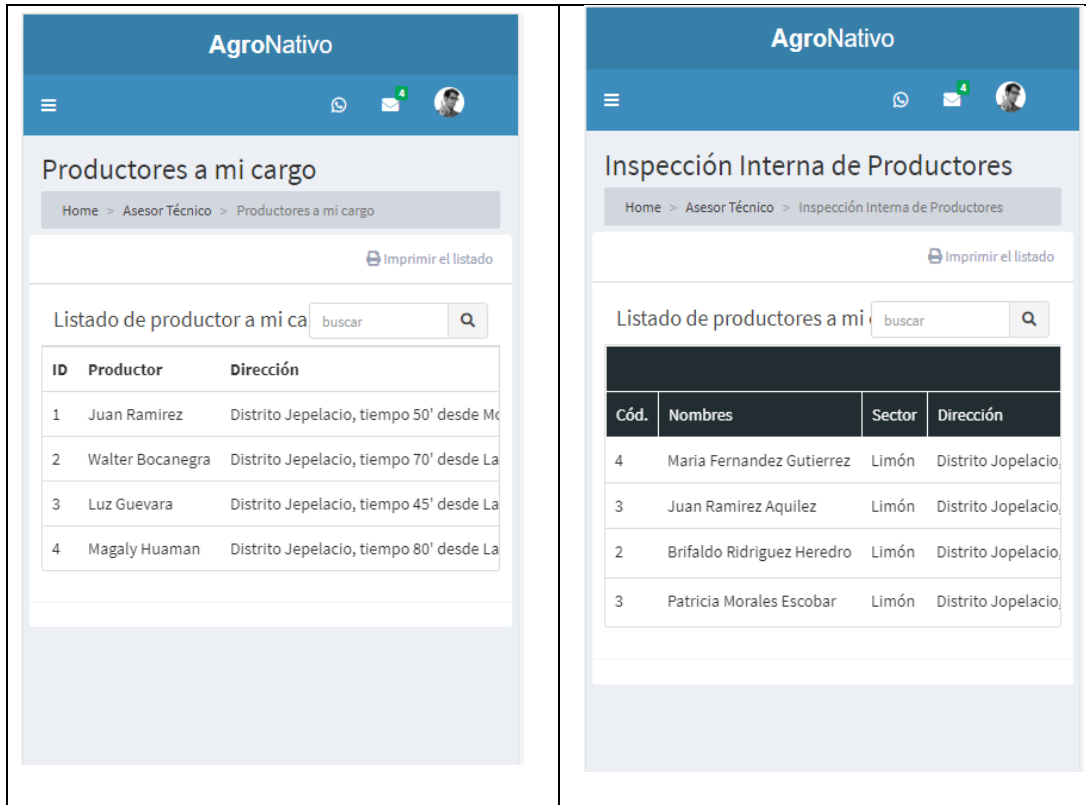 AgroNativo
4
Productores a mi cargo
Home > Asesor Técnico > Productores a mi cargo
Imprimir el listado
Listado de productor a mi ca buscar
ID Productor Dirección
1 Juan Ramirez Distrito Jepelacio, tiempo 50' desde Mo
2 Walter Bocanegra Distrito Jepelacio, tiempo 70' desde La
3 Luz Guevara Distrito Jepelacio, tiempo 45' desde La
4 Magaly Huaman Distrito Jepelacio, tiempo 80' desde La
AgroNativo
4
Inspección Interna de Productores
Home > Asesor Técnico > Inspección Interna de Productores
Imprimir el listado
Listado de productores a mi buscar
Cód. Nombres Sector Dirección
4 Maria Fernandez Gutierrez Limón Distrito Jopelacio,
3 Juan Ramirez Aquilez Limón Distrito Jopelacio,
2 Brifaldo Ridriguez Heredro Limón Distrito Jopelacio,
3 Patricia Morales Escobar Limón Distrito Jopelacio,